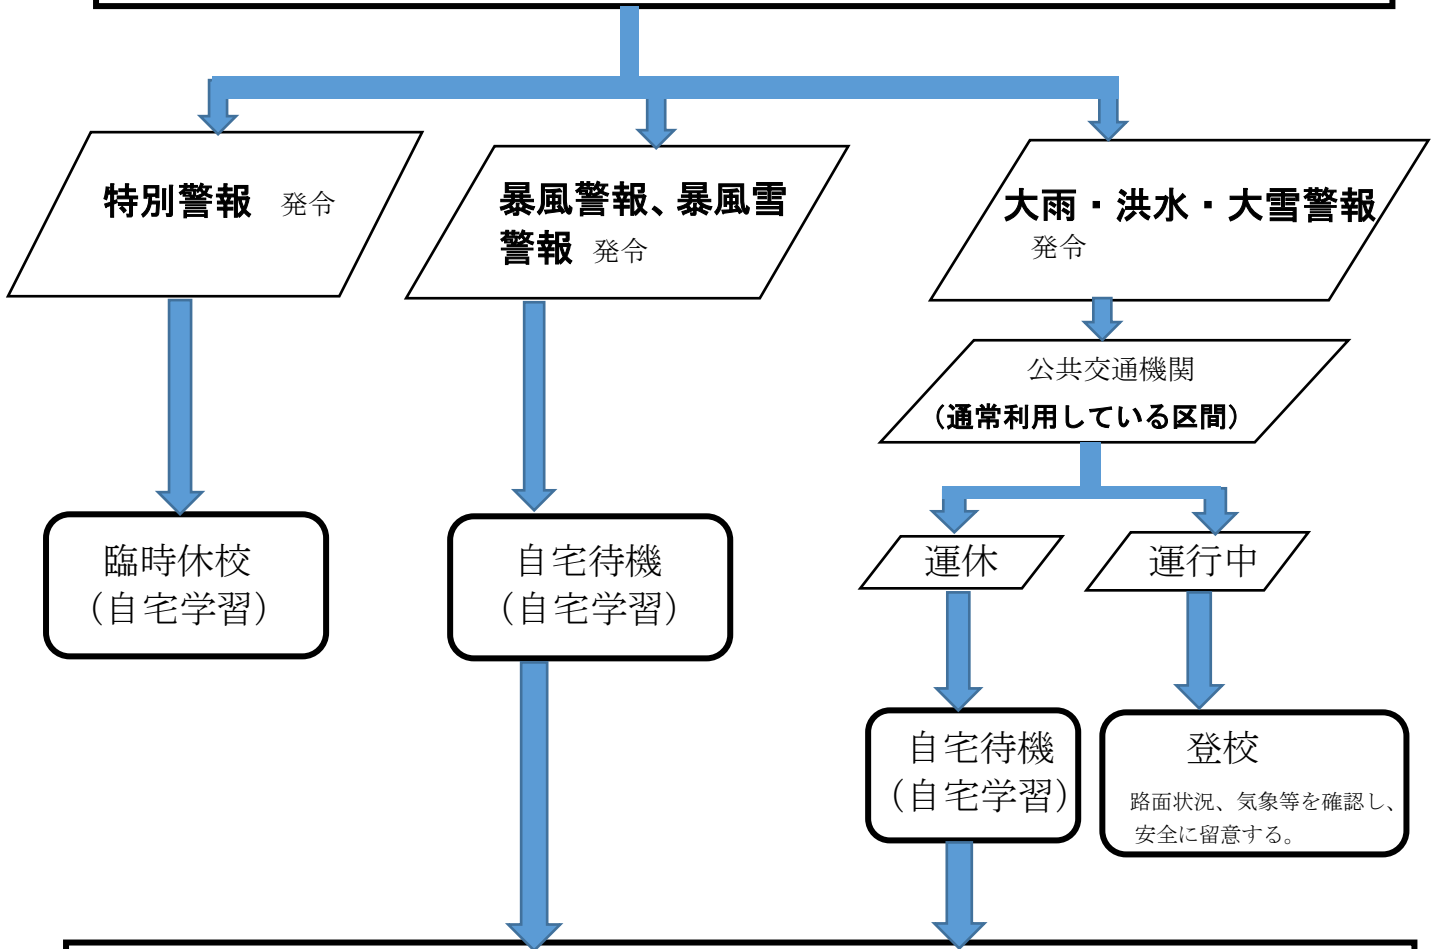 特別警報 発令
暴風警報、暴風雪
警報 発令
大雨・洪水・大雪警報
発令
公共交通機関
（通常利用している区間）
運休
運行中
臨時休校
（自宅学習）
自宅待機
（自宅学習）
自宅待機
（自宅学習）
登校
路面状況、気象等を確認し、
安全に留意する。